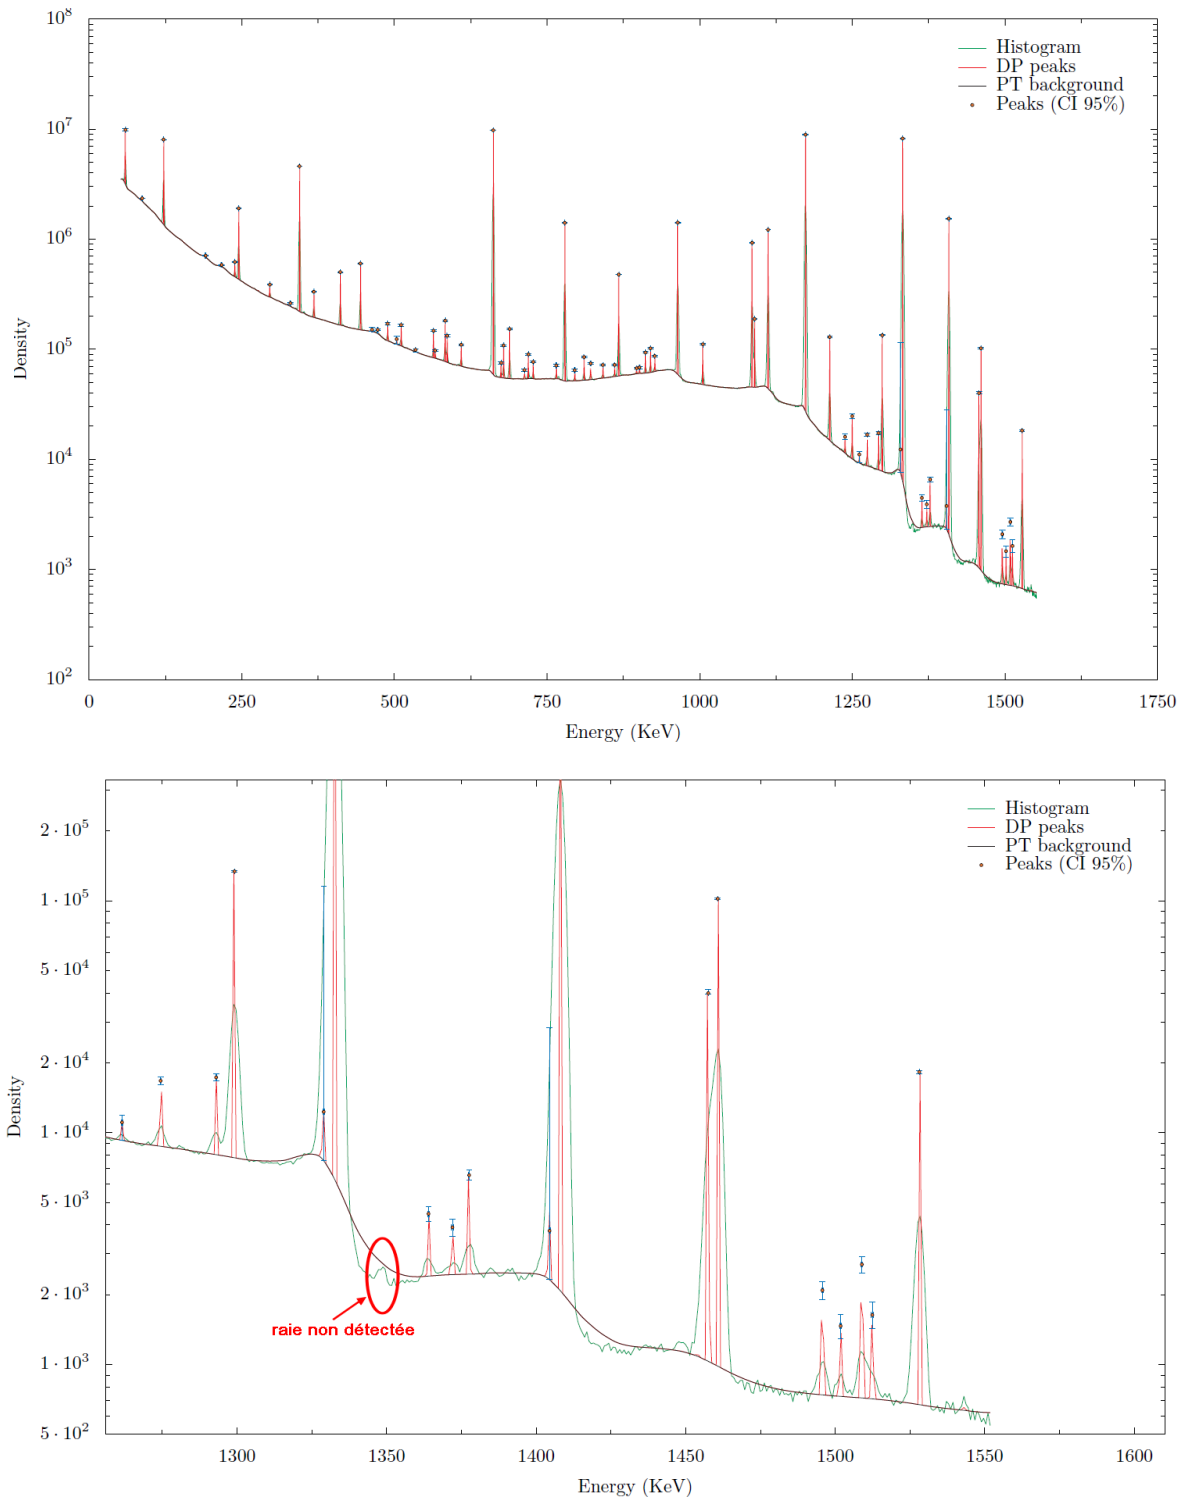 10^8
10^7
10^6
10^5
10^4
10^3
10^2
Density
Histogram
DP peaks
PT background
Peaks (CI 95%)
0 250 500 750 1000 1250 1500 1750
Energy (KeV)
2 · 10^5
1 · 10^5
5 · 10^4
2 · 10^4
1 · 10^4
5 · 10^3
2 · 10^3
1 · 10^3
5 · 10^2
Density
Histogram
DP peaks
PT background
Peaks (CI 95%)
raie non détectée
1300 1350 1400 1450 1500 1550 1600
Energy (KeV)